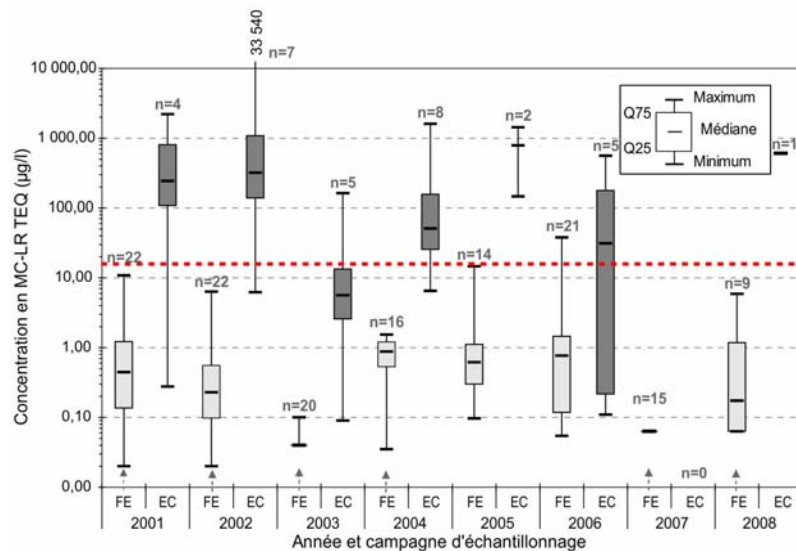 33 540
n=7
10 000,00
n=4
Maximum
Q75
Médiane
Q25
Minimum
n=8
n=2
n=1
1 000,00
n=5
n=5
100,00
n=21
n=22
n=14
10,00
n=22
n=9
n=16
1,00
n=20
n=15
0,10
n=0
0,00
Concentration en MC-LR TEQ (µg/l)
FE EC FE EC FE EC FE EC FE EC FE EC FE EC FE EC
2001 2002 2003 2004 2005 2006 2007 2008
Année et campagne d'échantillonnage